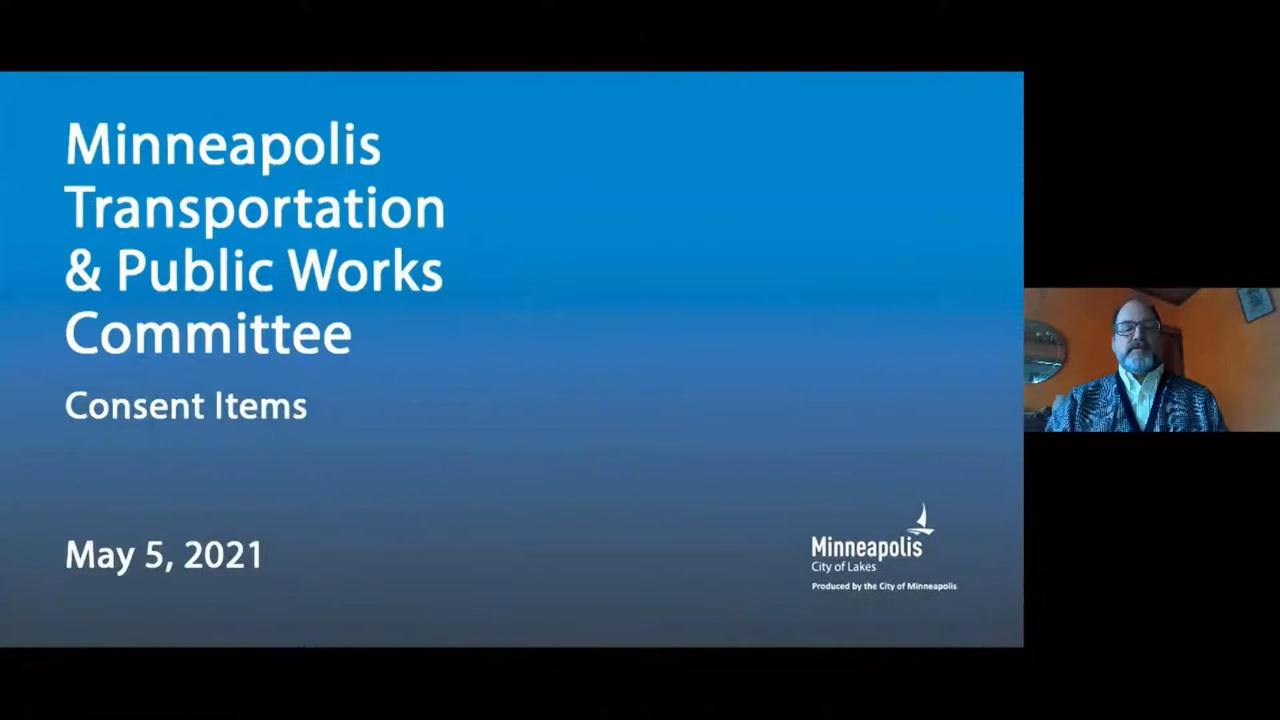 Minneapolis
Transportation
& Public Works
Committee
Consent Items
May 5, 2021
Minneapolis
City of Lakes
Produced by the City of Minneapolis